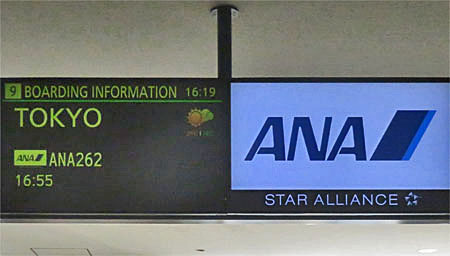 9 BOARDING INFORMATION 16:19
TOKYO
ANA ANA262
16:55
ANA
STAR ALLIANCE